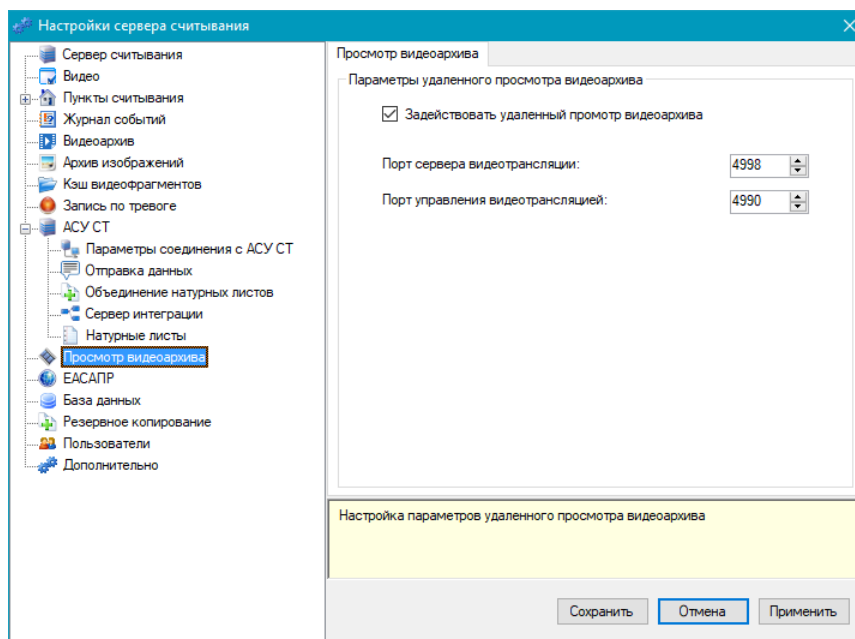 Настройки сервера считывания
Сервер считывания
Видео
Пункты считывания
Журнал событий
Видеоархив
Архив изображений
Кэш видеофрагментов
Запись по тревоге
АСУ СТ
Параметры соединения с АСУ СТ
Отправка данных
Объединение натурных листов
Сервер интеграции
Натурные листы
Просмотр видеоархива
ЕАСАПР
База данных
Резервное копирование
Пользователи
Дополнительно
Просмотр видеоархива
Параметры удаленного просмотра видеоархива
Задействовать удаленный промотр видеоархива
Порт сервера видеотрансляции: 4998
Порт управления видеотрансляцией: 4990
Настройка параметров удаленного просмотра видеоархива
Сохранить Отмена Применить